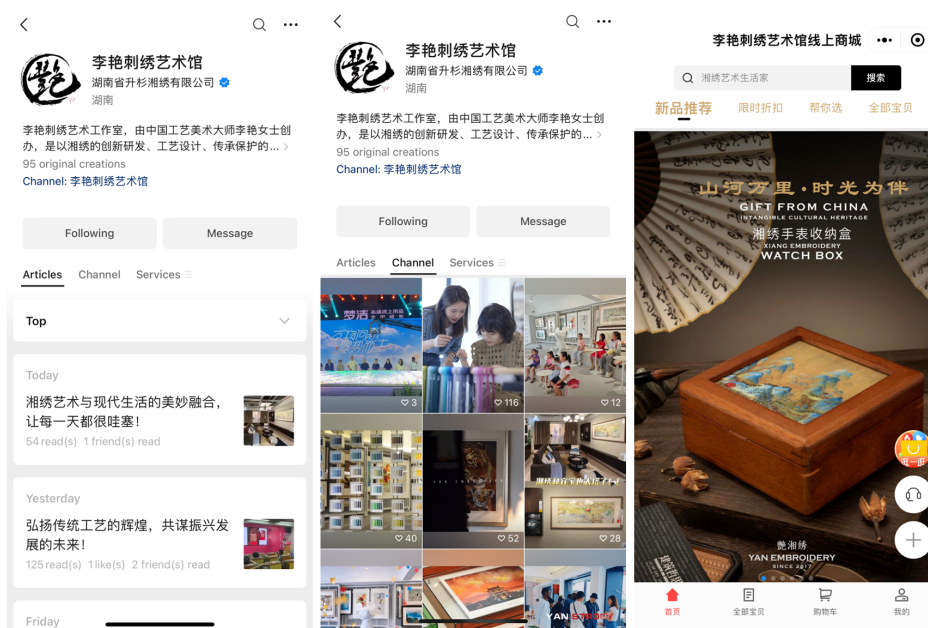 李艳刺绣艺术馆
湖南省升杉湘绣有限公司
湖南
李艳刺绣艺术工作室，由中国工艺美术大师李艳女士创
办，是以湘绣的创新研发、工艺设计、传承保护的...
95 original creations
Channel: 李艳刺绣艺术馆
Following
Message
Articles
Channel
Services
Top
Today
湘绣艺术与现代生活的美妙融合，
让每一天都很哇塞！
54 read(s) 1 friend(s) read
Yesterday
弘扬传统工艺的辉煌，共谋振兴发
展的未来！
125 read(s) 1 like(s) 2 friend(s) read
Friday
李艳刺绣艺术馆
湖南省升杉湘绣有限公司
湖南
李艳刺绣艺术工作室，由中国工艺美术大师李艳女士创
办，是以湘绣的创新研发、工艺设计、传承保护的...
95 original creations
Channel: 李艳刺绣艺术馆
Following
Message
Articles
Channel
Services
梦洁
3
116
12
40
52
28
李艳刺绣艺术馆线上商城
湘绣艺术生活家
搜索
新品推荐
限时折扣
帮你选
全部宝贝
山河万里·时光为伴
GIFT FROM CHINA
INTANGIBLE CULTURAL HERITAGE
湘绣手表收纳盒
XIANG EMBROIDERY
WATCH BOX
逛一逛
艷湘绣
YAN EMBROIDERY
SINCE 2017
首页
全部宝贝
购物车
我的